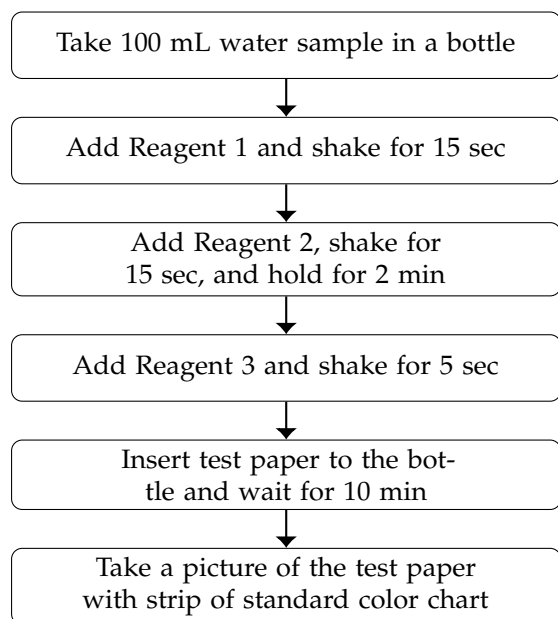 Take 100 mL water sample in a bottle
Add Reagent 1 and shake for 15 sec
Add Reagent 2, shake for
15 sec, and hold for 2 min
Add Reagent 3 and shake for 5 sec
Insert test paper to the bot-
tle and wait for 10 min
Take a picture of the test paper
with strip of standard color chart